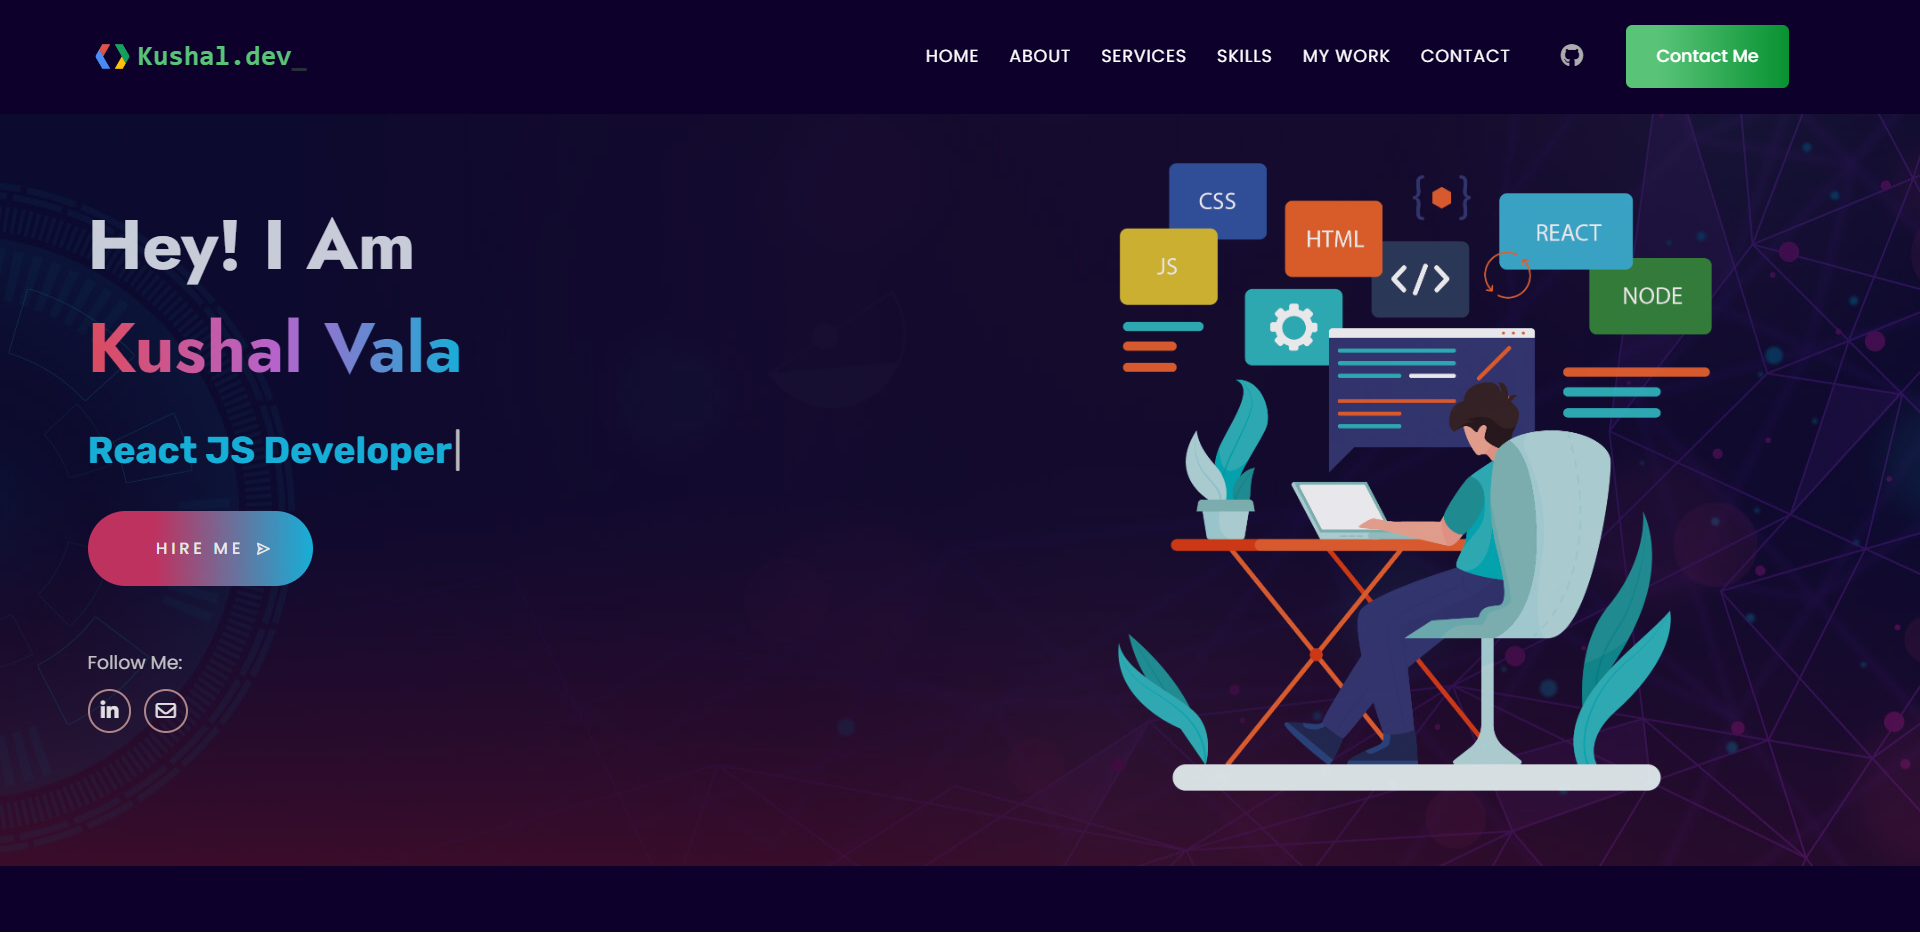 Kushal.dev_
HOME ABOUT SERVICES SKILLS MY WORK CONTACT
Contact Me
Hey! I Am
Kushal Vala
React JS Developer|
HIRE ME
Follow Me:
in
CSS
JS
HTML
</>
REACT
NODE